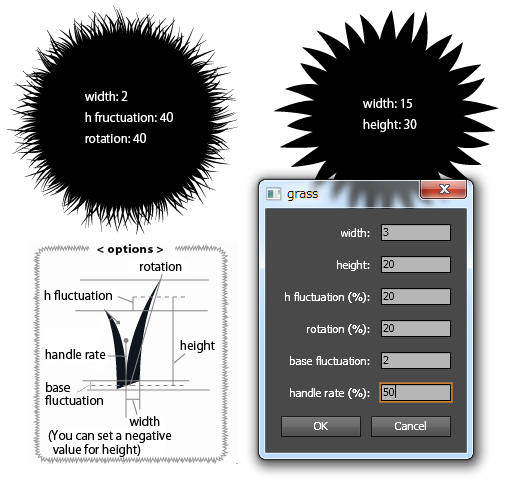 width: 2
h fructuation: 40
rotation: 40
width: 15
height: 30
grass
width: 3
height: 20
h fluctuation (%): 20
rotation (%): 20
base fluctuation: 2
handle rate (%): 50
OK Cancel
< options >
rotation
h fluctuation
handle rate
height
base
fluctuation
width
(You can set a negative
value for height)